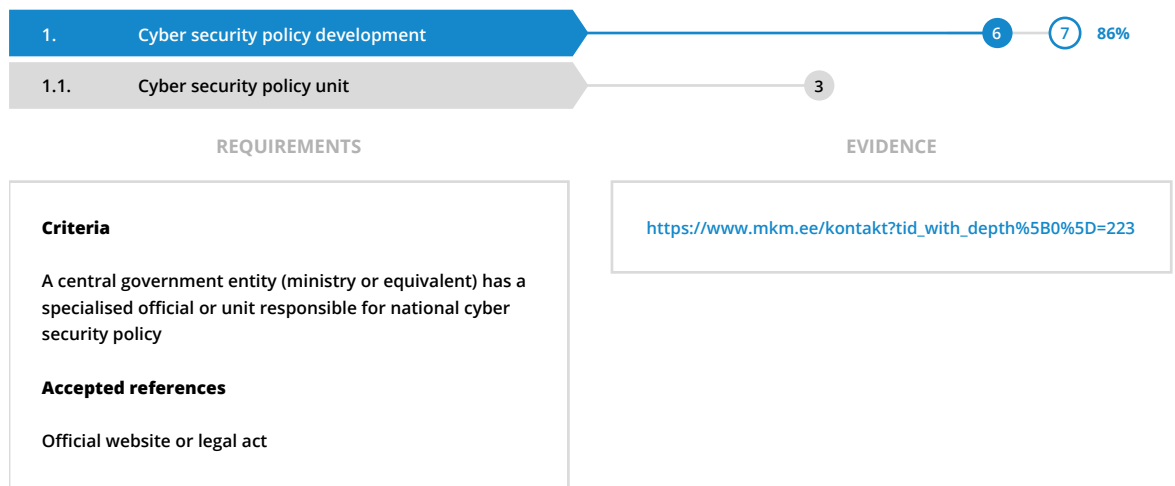 1. Cyber security policy development 6 7 86%
1.1. Cyber security policy unit 3
REQUIREMENTS
EVIDENCE
Criteria
A central government entity (ministry or equivalent) has a
specialised official or unit responsible for national cyber
security policy
Accepted references
Official website or legal act
https://www.mkm.ee/kontakt?tid_with_depth%5B0%5D=223